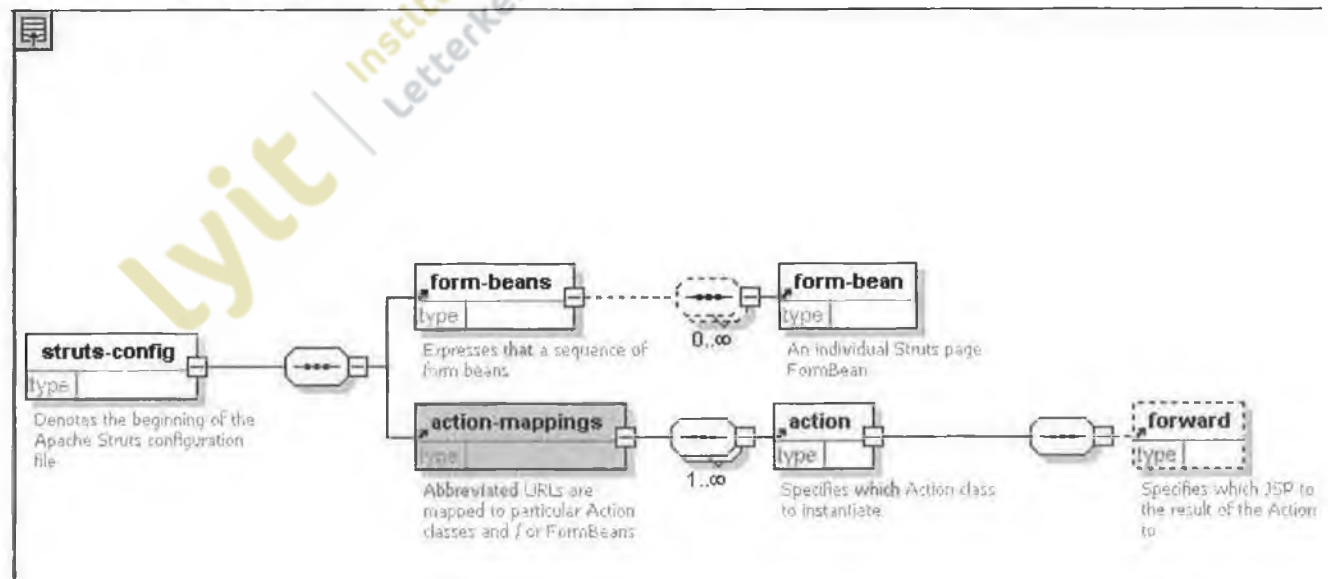 lyit
Institu
Letterke
form-beans
type
Expresses that a sequence of
form beans
0..∞
form-bean
type
An individual Struts page
FormBean
struts-config
type
Denotes the beginning of the
Apache Struts configuration
file
action-mappings
type
Abbreviated URLs are
mapped to particular Action
classes and / or FormBeans
1..∞
action
type
Specifies which Action class
to instantiate
forward
type
Specifies which JSP to
the result of the Action
to